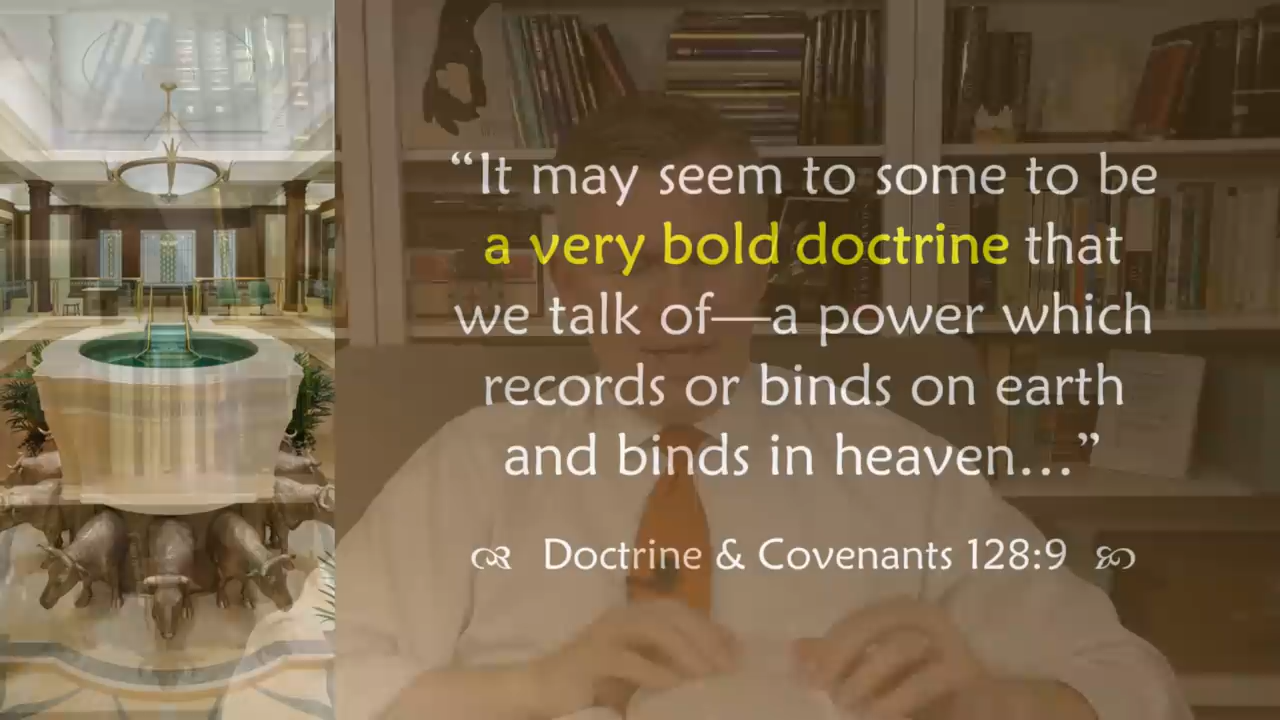 “It may seem to some to be
a very bold doctrine that
we talk of—a power which
records or binds on earth
and binds in heaven…”
Doctrine & Covenants 128:9